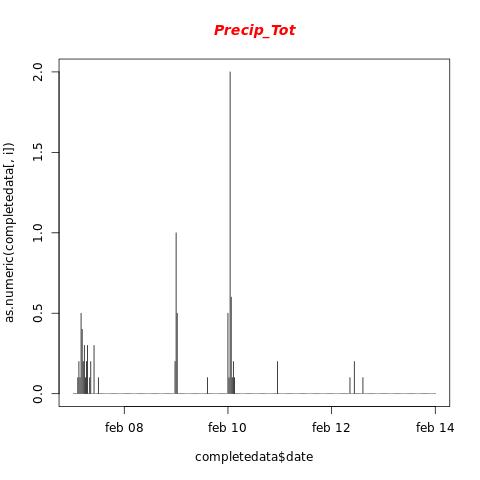 Precip_Tot
as.numeric(completedata[, i])
2.0
1.5
1.0
0.5
0.0
feb 08 feb 10 feb 12 feb 14
completedata$date